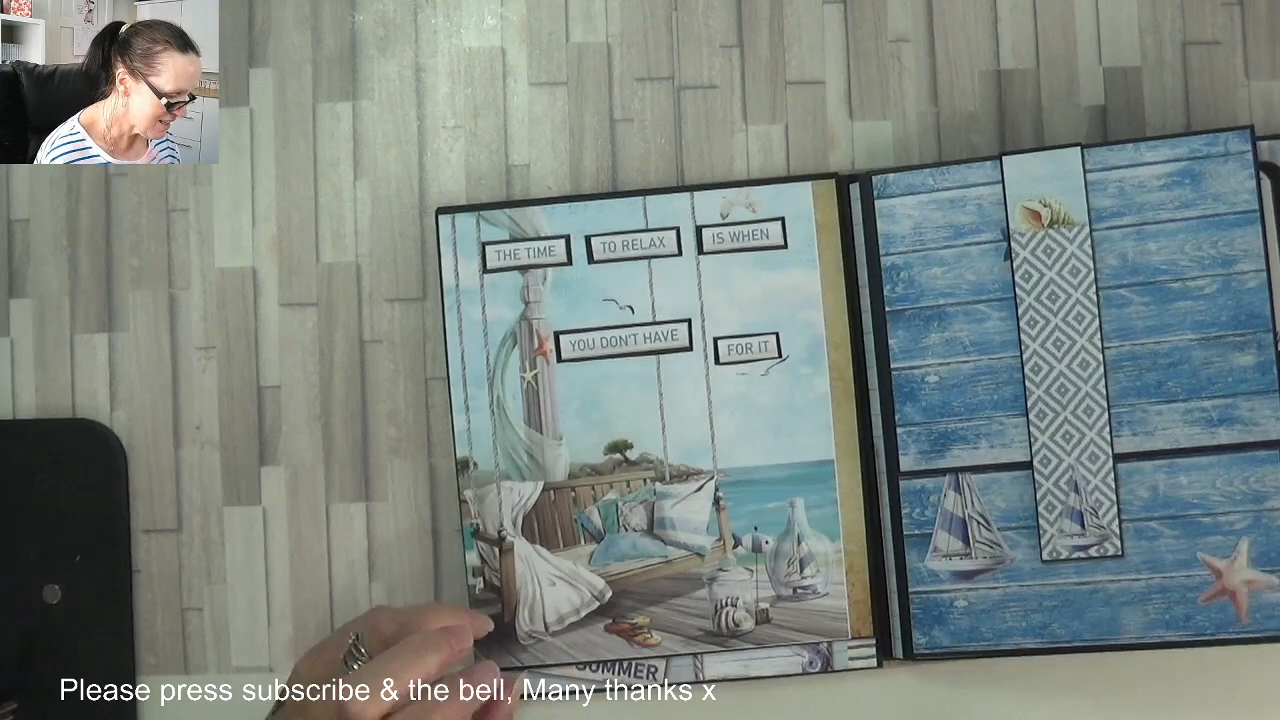 THE TIME TO RELAX IS WHEN
YOU DON'T HAVE FOR IT
SUMMER
Please press subscribe & the bell, Many thanks x